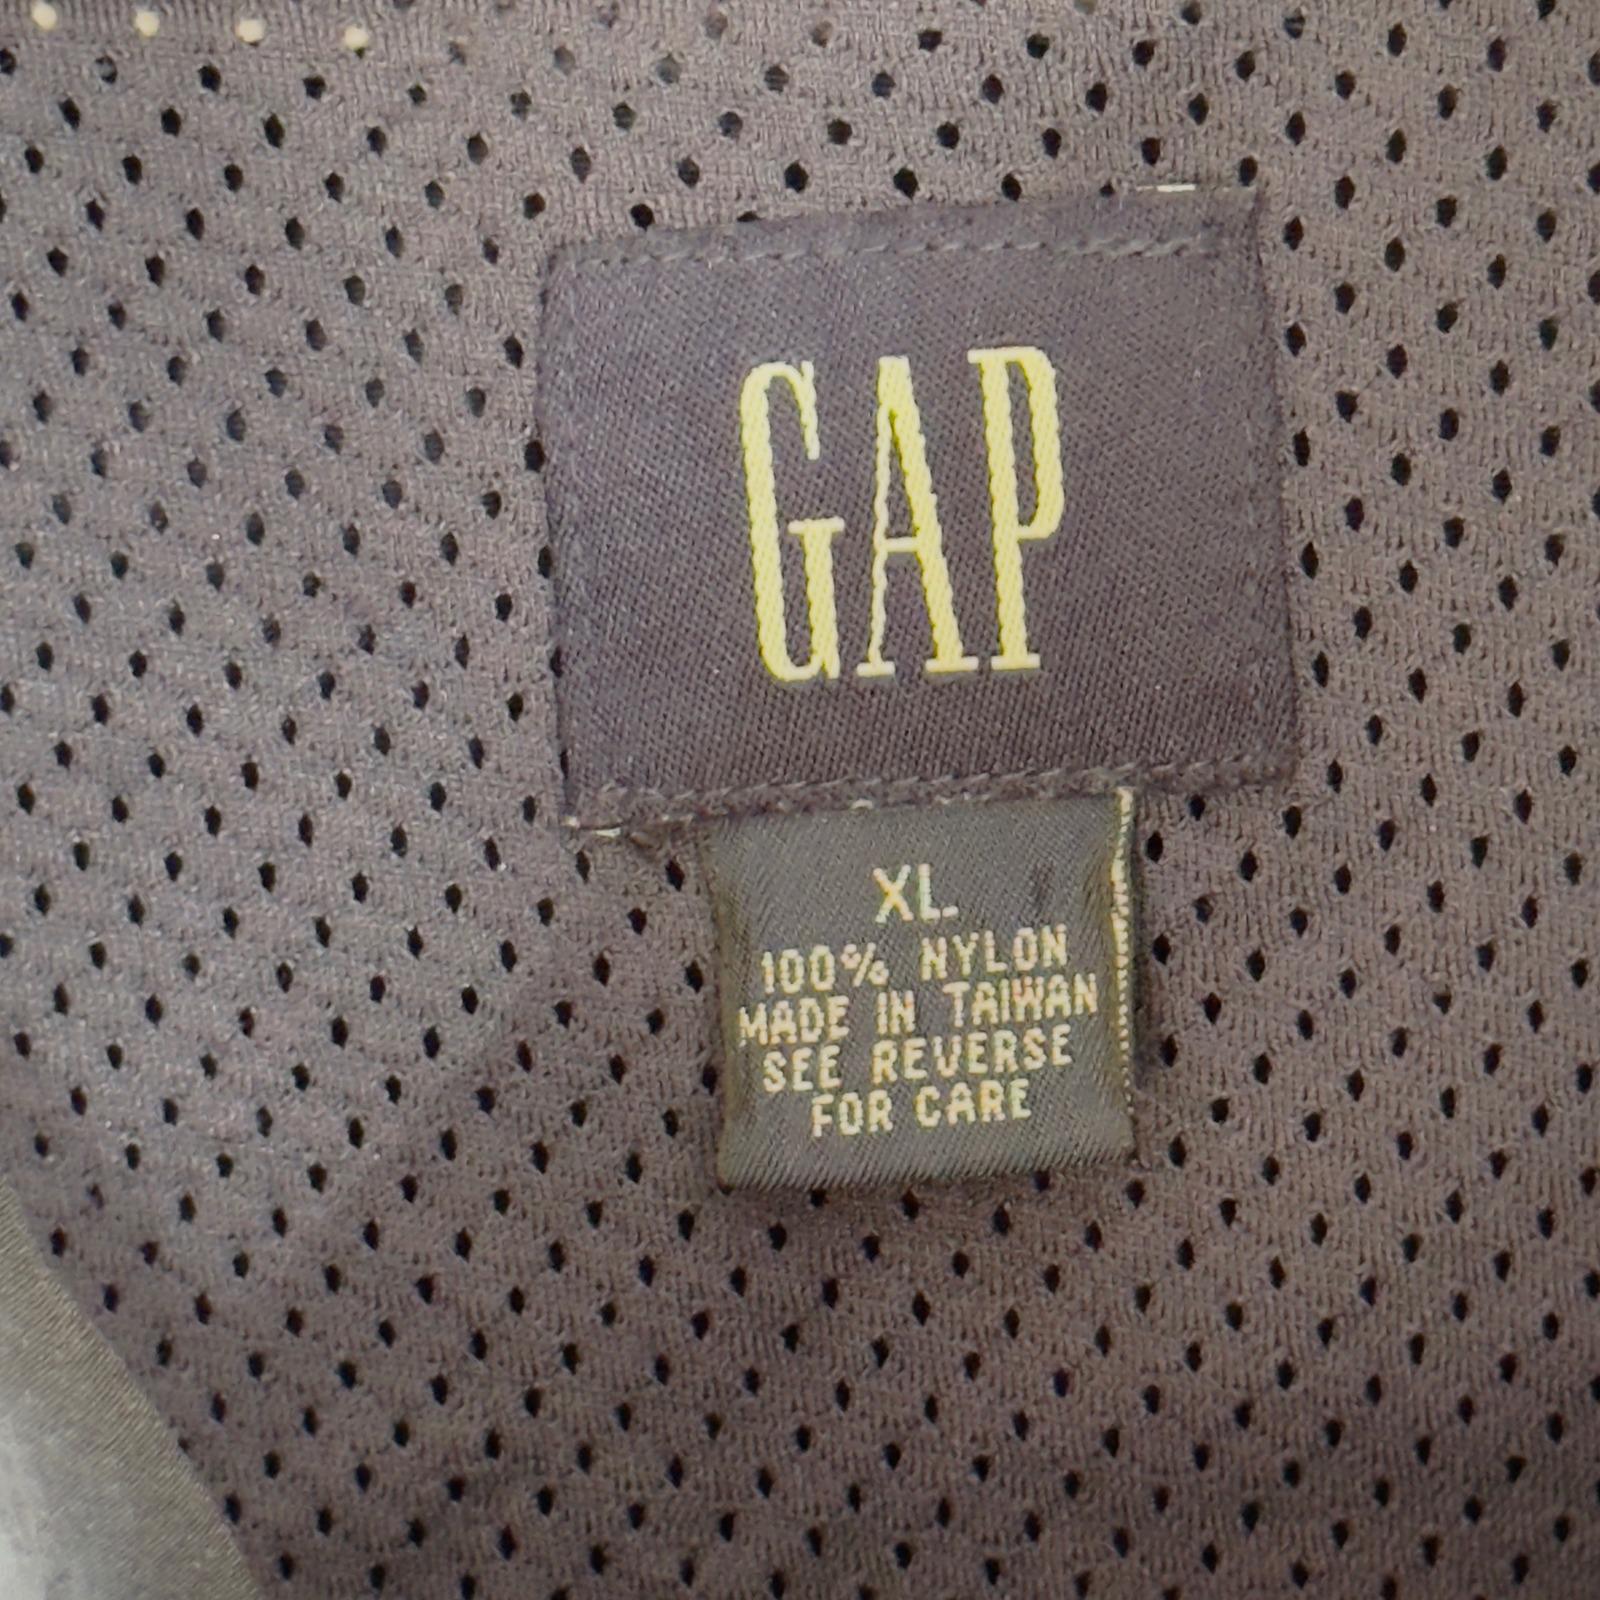 GAP
XL.
100% NYLON
MADE IN TAIWAN
SEE REVERSE
FOR CARE